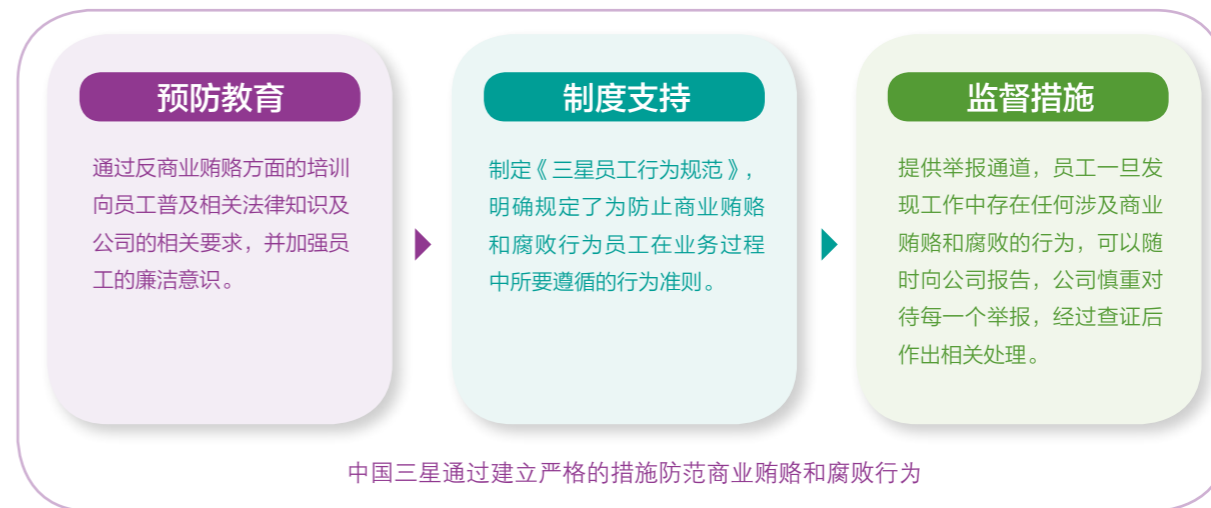 预防教育
通过反商业贿赂方面的培训
向员工普及相关法律知识及
公司的相关要求，并加强员
工的廉洁意识。
制度支持
制定《三星员工行为规范》，
明确规定了为防止商业贿赂
和腐败行为员工在业务过程
中所要遵循的行为准则。
监督措施
提供举报通道，员工一旦发
现工作中存在任何涉及商业
贿赂和腐败的行为，可以随
时向公司报告，公司慎重对
待每一个举报，经过查证后
作出相关处理。
中国三星通过建立严格的措施防范商业贿赂和腐败行为